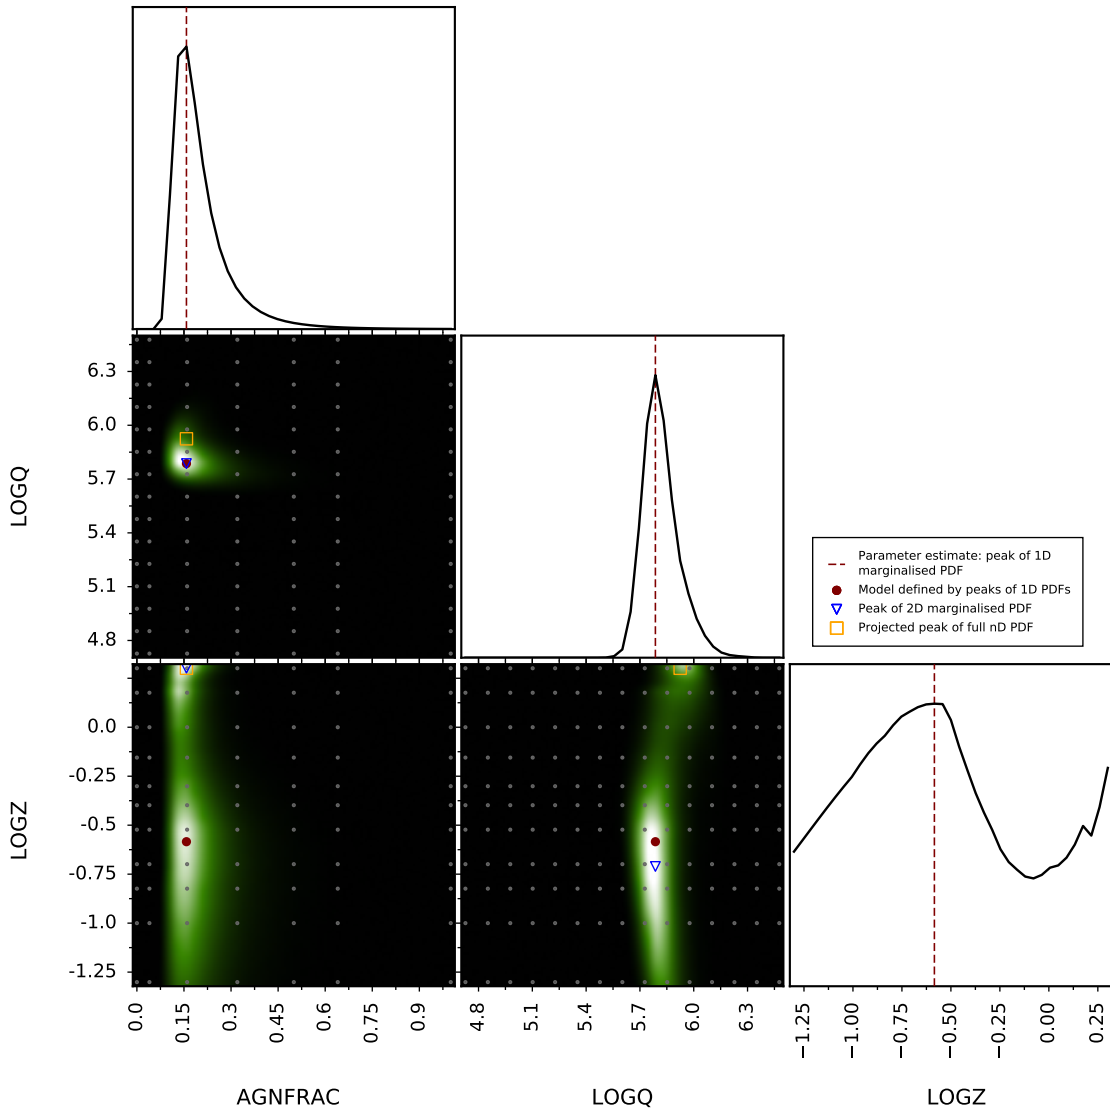 6.3
6.0
5.7
5.4
5.1
4.8
LOGQ
Parameter estimate: peak of 1D
marginalised PDF
Model defined by peaks of 1D PDFs
Peak of 2D marginalised PDF
Projected peak of full nD PDF
0.0
-0.25
-0.5
-0.75
-1.0
-1.25
LOGZ
0.0 0.15 0.3 0.45 0.6 0.75 0.9
4.8 5.1 5.4 5.7 6.0 6.3
−1.25 −1.00 −0.75 −0.50 −0.25 0.00 0.25
AGNFRAC LOGQ LOGZ